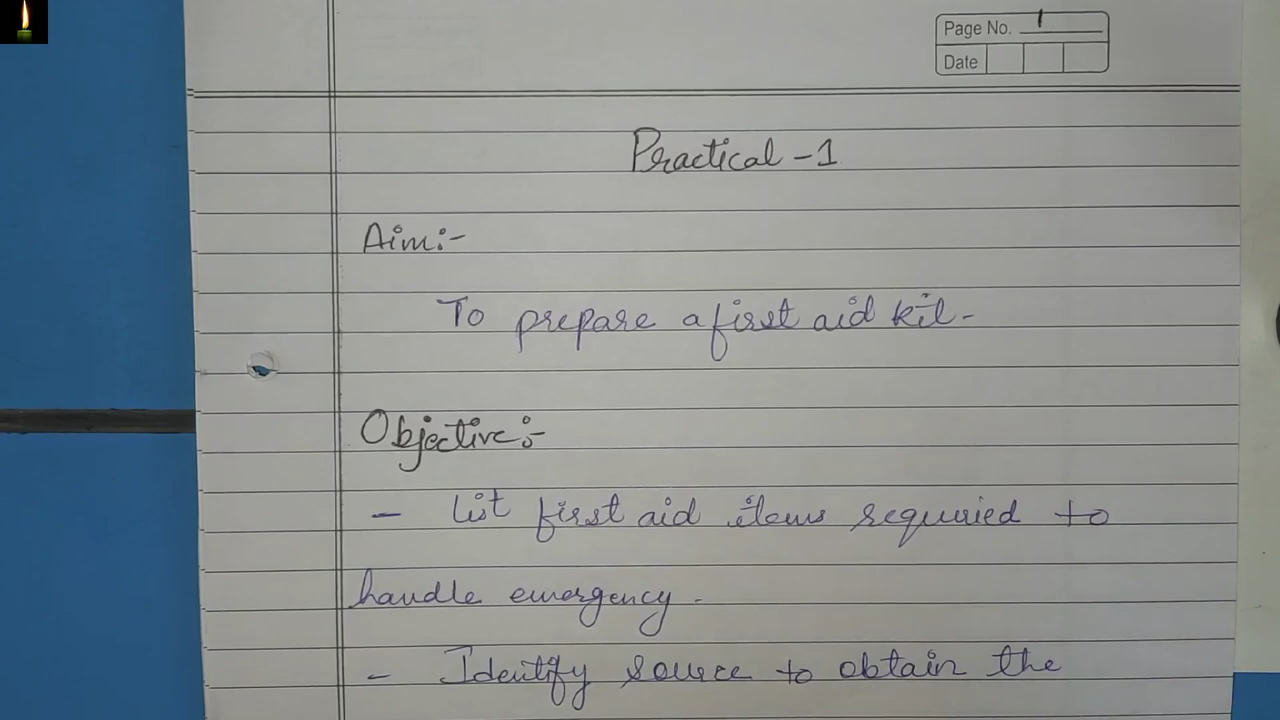 Page No. 1
Date
Practical -1
Aim:-
To prepare a first aid kit-
Objective:-
- list first aid items requried to
handle emergency.
- Identify source to obtain the